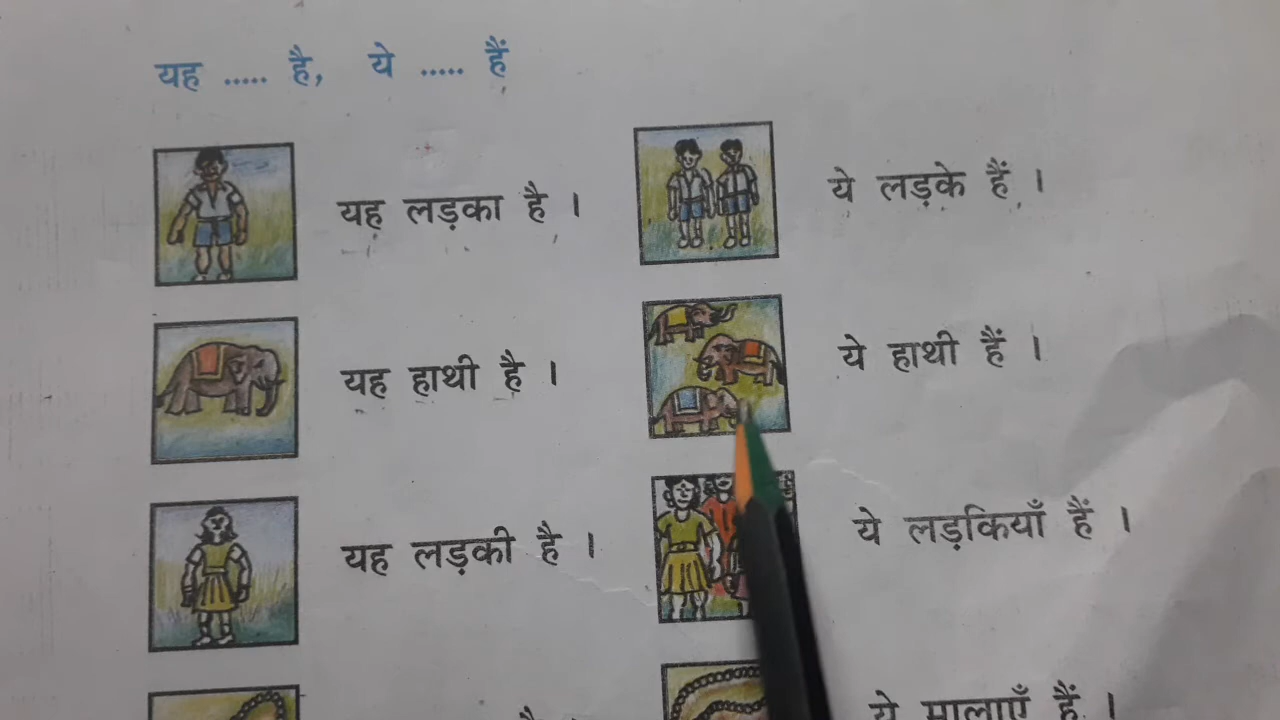 यह ..... है, ये ..... हैं
यह लड़का है ।
ये लड़के हैं ।
यह हाथी है ।
ये हाथी हैं ।
यह लड़की है ।
ये लड़कियाँ हैं ।
ये मालाएँ हैं ।